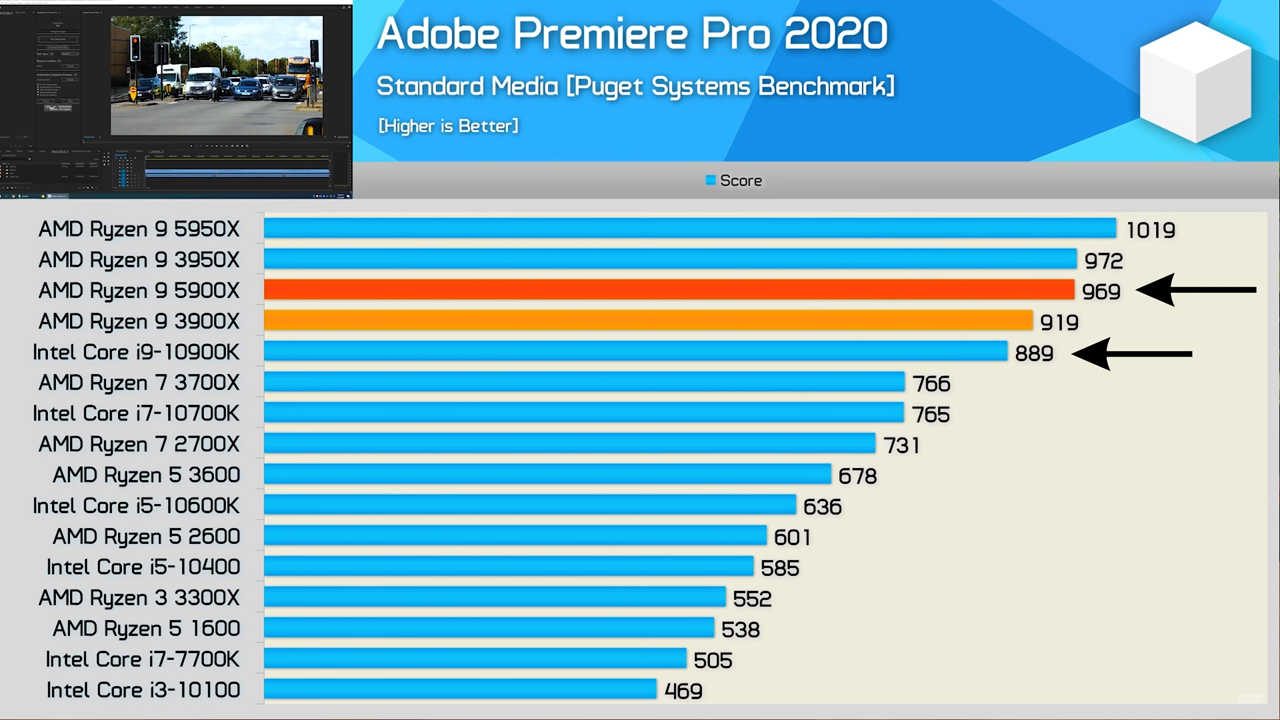 Adobe Premiere Pro 2020
Standard Media [Puget Systems Benchmark]
[Higher is Better]
Score
AMD Ryzen 9 5950X 1019
AMD Ryzen 9 3950X 972
AMD Ryzen 9 5900X 969
AMD Ryzen 9 3900X 919
Intel Core i9-10900K 889
AMD Ryzen 7 3700X 766
Intel Core i7-10700K 765
AMD Ryzen 7 2700X 731
AMD Ryzen 5 3600 678
Intel Core i5-10600K 636
AMD Ryzen 5 2600 601
Intel Core i5-10400 585
AMD Ryzen 3 3300X 552
AMD Ryzen 5 1600 538
Intel Core i7-7700K 505
Intel Core i3-10100 469